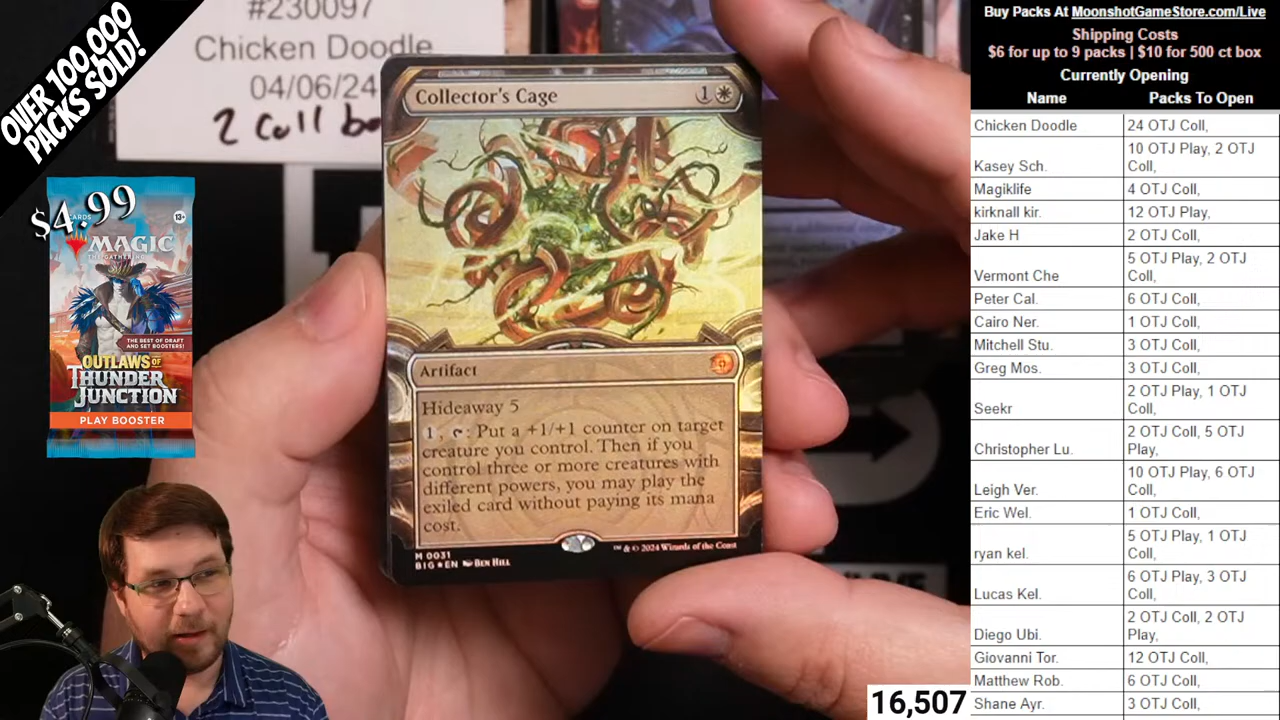 OVER 100,000
PACKS SOLD!
#230097
Chicken Doodle
04/06/24
2 Coll bo
$4.99
13+
MAGIC
THE GATHERING
THE BEST OF DRAFT
AND SET BOOSTERS!
OUTLAWS OF
THUNDER
JUNCTION
PLAY BOOSTER
Collector's Cage 1
Artifact
Hideaway 5
1, : Put a +1/+1 counter on target
creature you control. Then if you
control three or more creatures with
different powers, you may play the
exiled card without paying its mana
cost.
M 0031
BIG★EN BEN HILL
™ & © 2024 Wizards of the Coast
Buy Packs At MoonshotGameStore.com/Live
Shipping Costs
$6 for up to 9 packs | $10 for 500 ct box
Currently Opening
Name Packs To Open
Chicken Doodle 24 OTJ Coll,
Kasey Sch. 10 OTJ Play, 2 OTJ
Coll,
Magiklife 4 OTJ Coll,
kirknall kir. 12 OTJ Play,
Jake H 2 OTJ Coll,
Vermont Che 5 OTJ Play, 2 OTJ
Coll,
Peter Cal. 6 OTJ Coll,
Cairo Ner. 1 OTJ Coll,
Mitchell Stu. 3 OTJ Coll,
Greg Mos. 3 OTJ Coll,
Seekr 2 OTJ Play, 1 OTJ
Coll,
Christopher Lu. 2 OTJ Coll, 5 OTJ
Play,
Leigh Ver. 10 OTJ Play, 6 OTJ
Coll,
Eric Wel. 1 OTJ Coll,
ryan kel. 5 OTJ Play, 1 OTJ
Coll,
Lucas Kel. 6 OTJ Play, 3 OTJ
Coll,
Diego Ubi. 2 OTJ Coll, 2 OTJ
Play,
Giovanni Tor. 12 OTJ Coll,
Matthew Rob. 6 OTJ Coll,
Shane Ayr. 3 OTJ Coll,
16,507